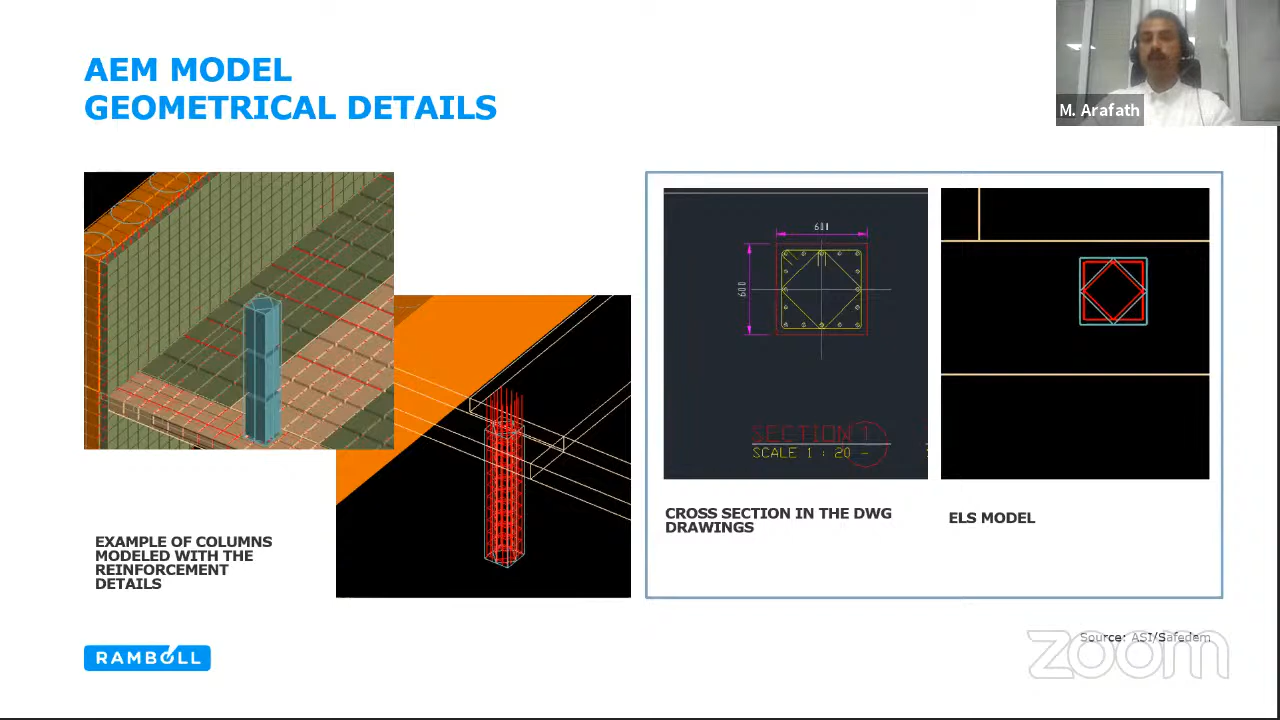 AEM MODEL
GEOMETRICAL DETAILS
M. Arafath
600
SECTION 1
SCALE 1 : 20 -
CROSS SECTION IN THE DWG
DRAWINGS
ELS MODEL
EXAMPLE OF COLUMNS
MODELED WITH THE
REINFORCEMENT
DETAILS
RAMBOLL
Source: ASI/Safedem
zoom